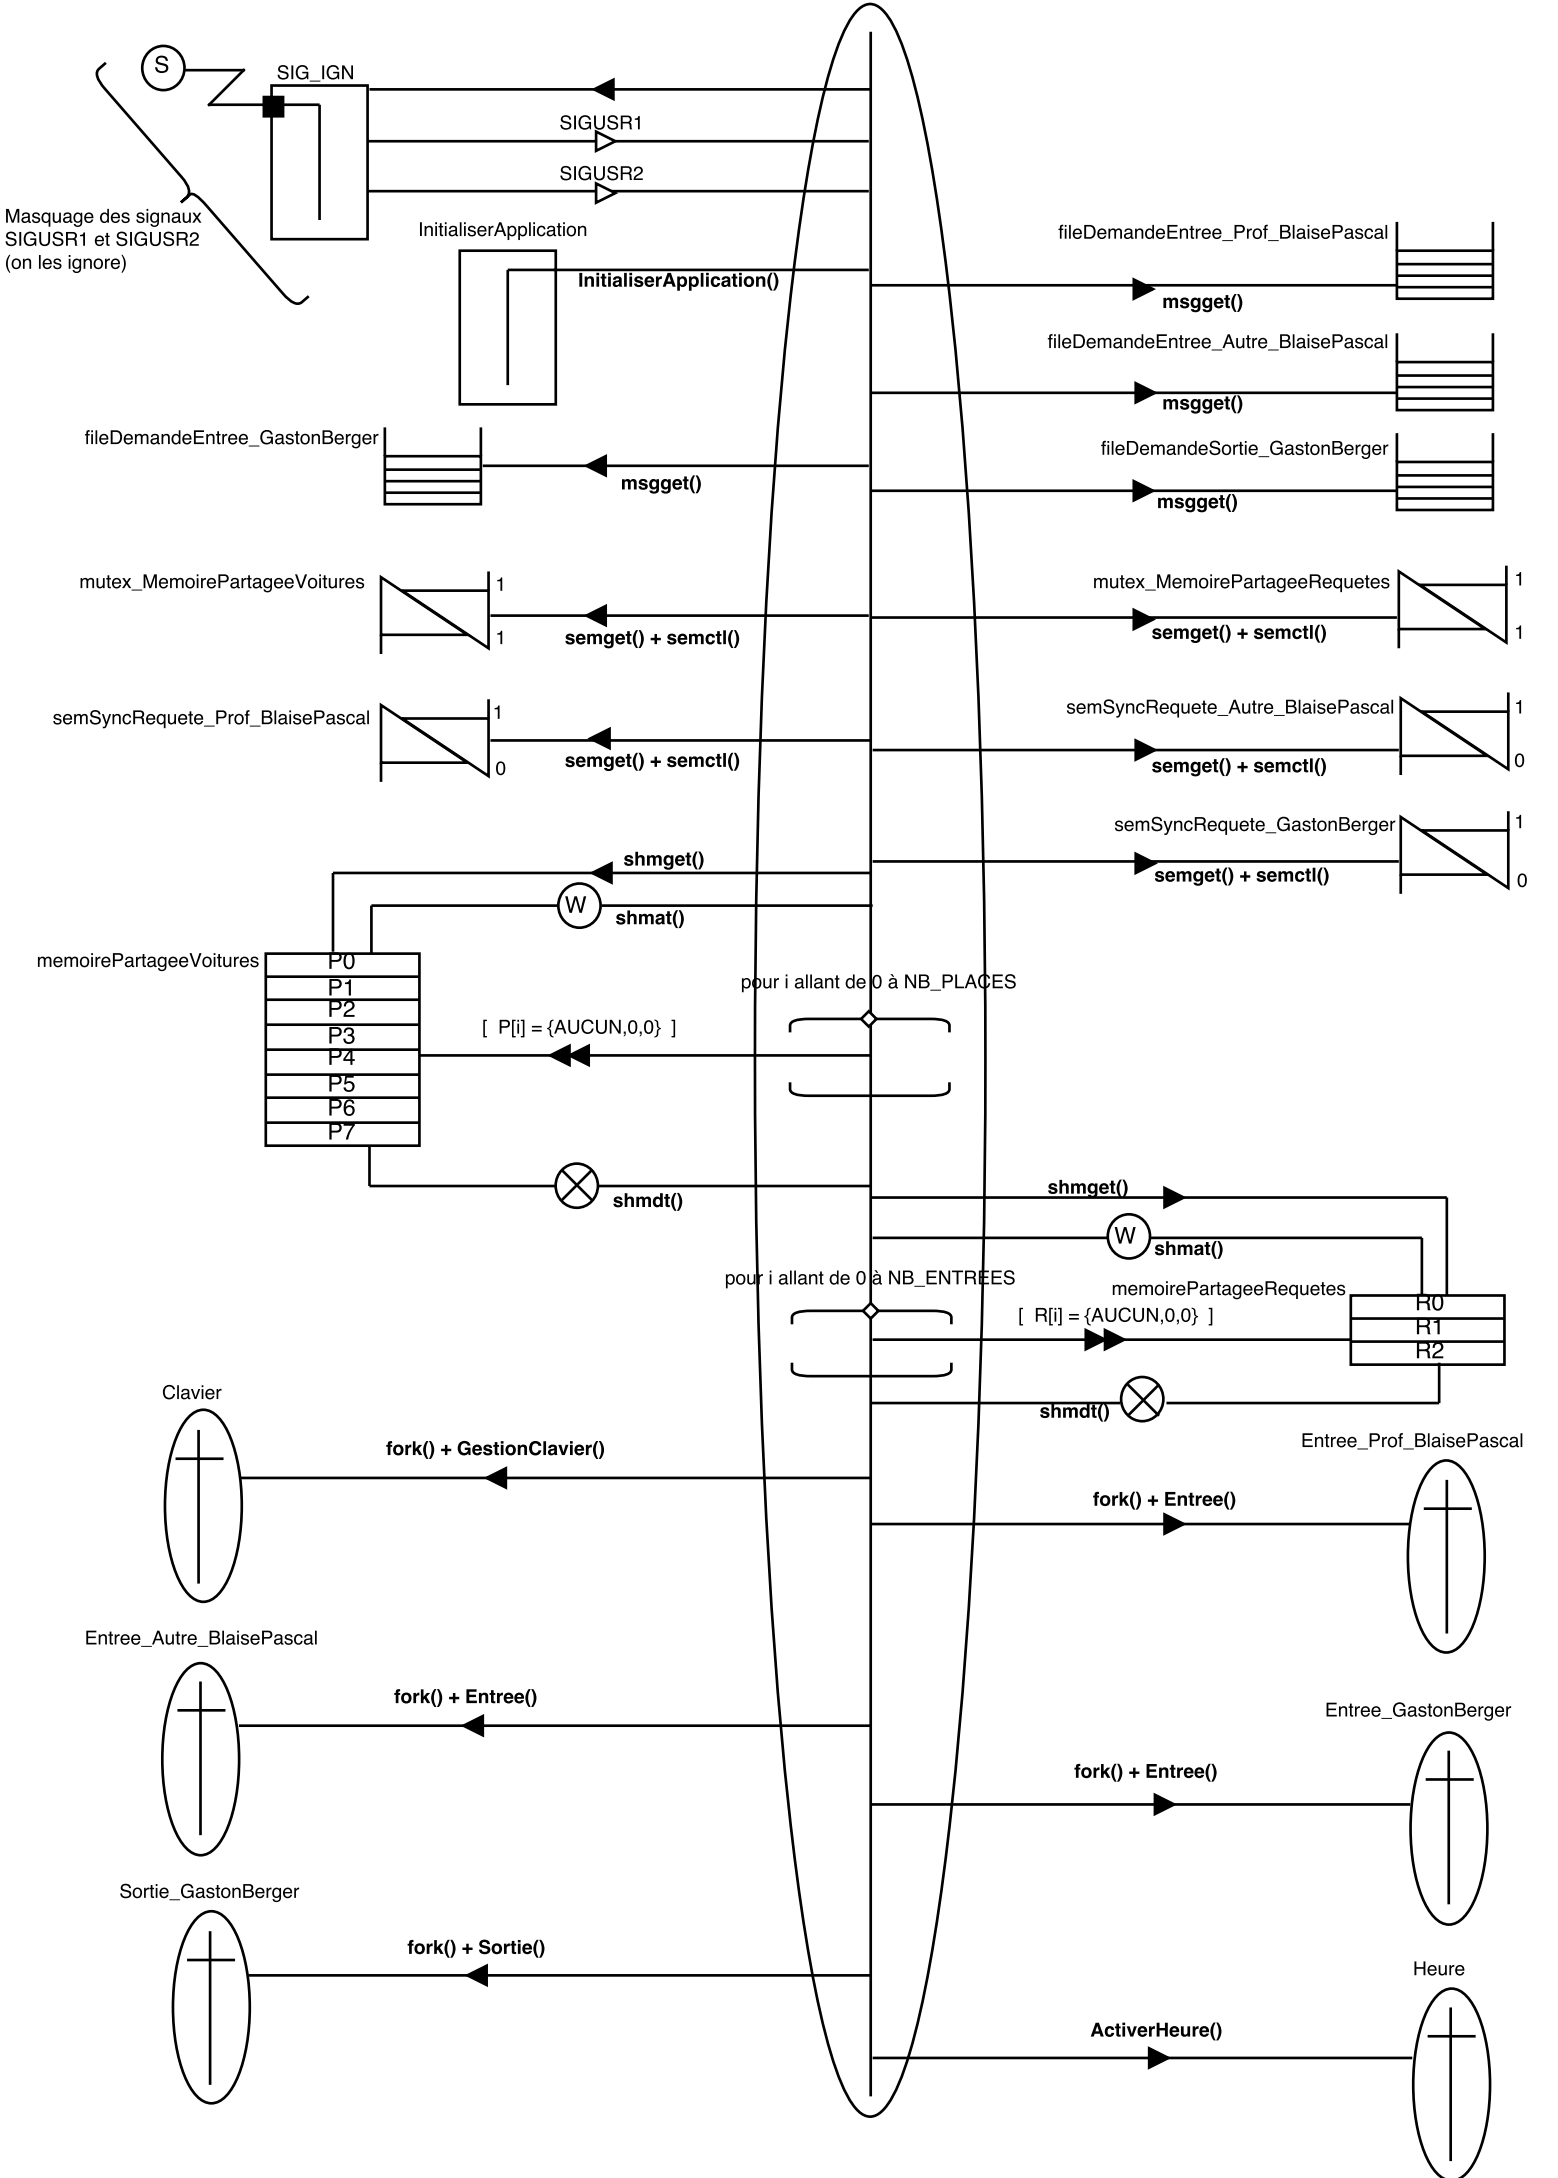 S
SIG_IGN
SIGUSR1
SIGUSR2
Masquage des signaux
SIGUSR1 et SIGUSR2
(on les ignore)
InitialiserApplication
InitialiserApplication()
fileDemandeEntree_Prof_BlaisePascal
msgget()
fileDemandeEntree_Autre_BlaisePascal
msgget()
fileDemandeEntree_GastonBerger
msgget()
fileDemandeSortie_GastonBerger
msgget()
mutex_MemoirePartageeVoitures
1
1
semget() + semctl()
mutex_MemoirePartageeRequetes
1
1
semget() + semctl()
semSyncRequete_Prof_BlaisePascal
1
0
semget() + semctl()
semSyncRequete_Autre_BlaisePascal
1
0
semget() + semctl()
semSyncRequete_GastonBerger
1
0
semget() + semctl()
shmget()
W
shmat()
memoirePartageeVoitures
P0
P1
P2
P3
P4
P5
P6
P7
pour i allant de 0 à NB_PLACES
[ P[i] = {AUCUN,0,0} ]
shmdt()
shmget()
W
shmat()
pour i allant de 0 à NB_ENTREES
memoirePartageeRequetes
[ R[i] = {AUCUN,0,0} ]
R0
R1
R2
shmdt()
Clavier
fork() + GestionClavier()
Entree_Prof_BlaisePascal
fork() + Entree()
Entree_Autre_BlaisePascal
fork() + Entree()
Entree_GastonBerger
fork() + Entree()
Sortie_GastonBerger
fork() + Sortie()
Heure
ActiverHeure()